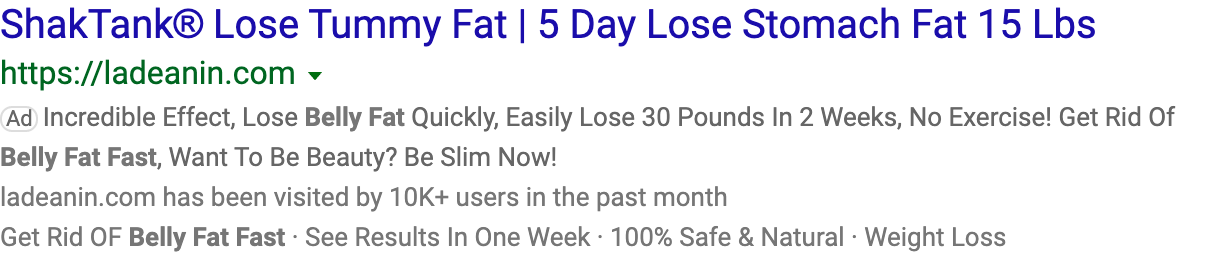 ShakTank® Lose Tummy Fat | 5 Day Lose Stomach Fat 15 Lbs
https://ladeanin.com
Ad Incredible Effect, Lose Belly Fat Quickly, Easily Lose 30 Pounds In 2 Weeks, No Exercise! Get Rid Of
Belly Fat Fast, Want To Be Beauty? Be Slim Now!
ladeanin.com has been visited by 10K+ users in the past month
Get Rid OF Belly Fat Fast · See Results In One Week · 100% Safe & Natural · Weight Loss